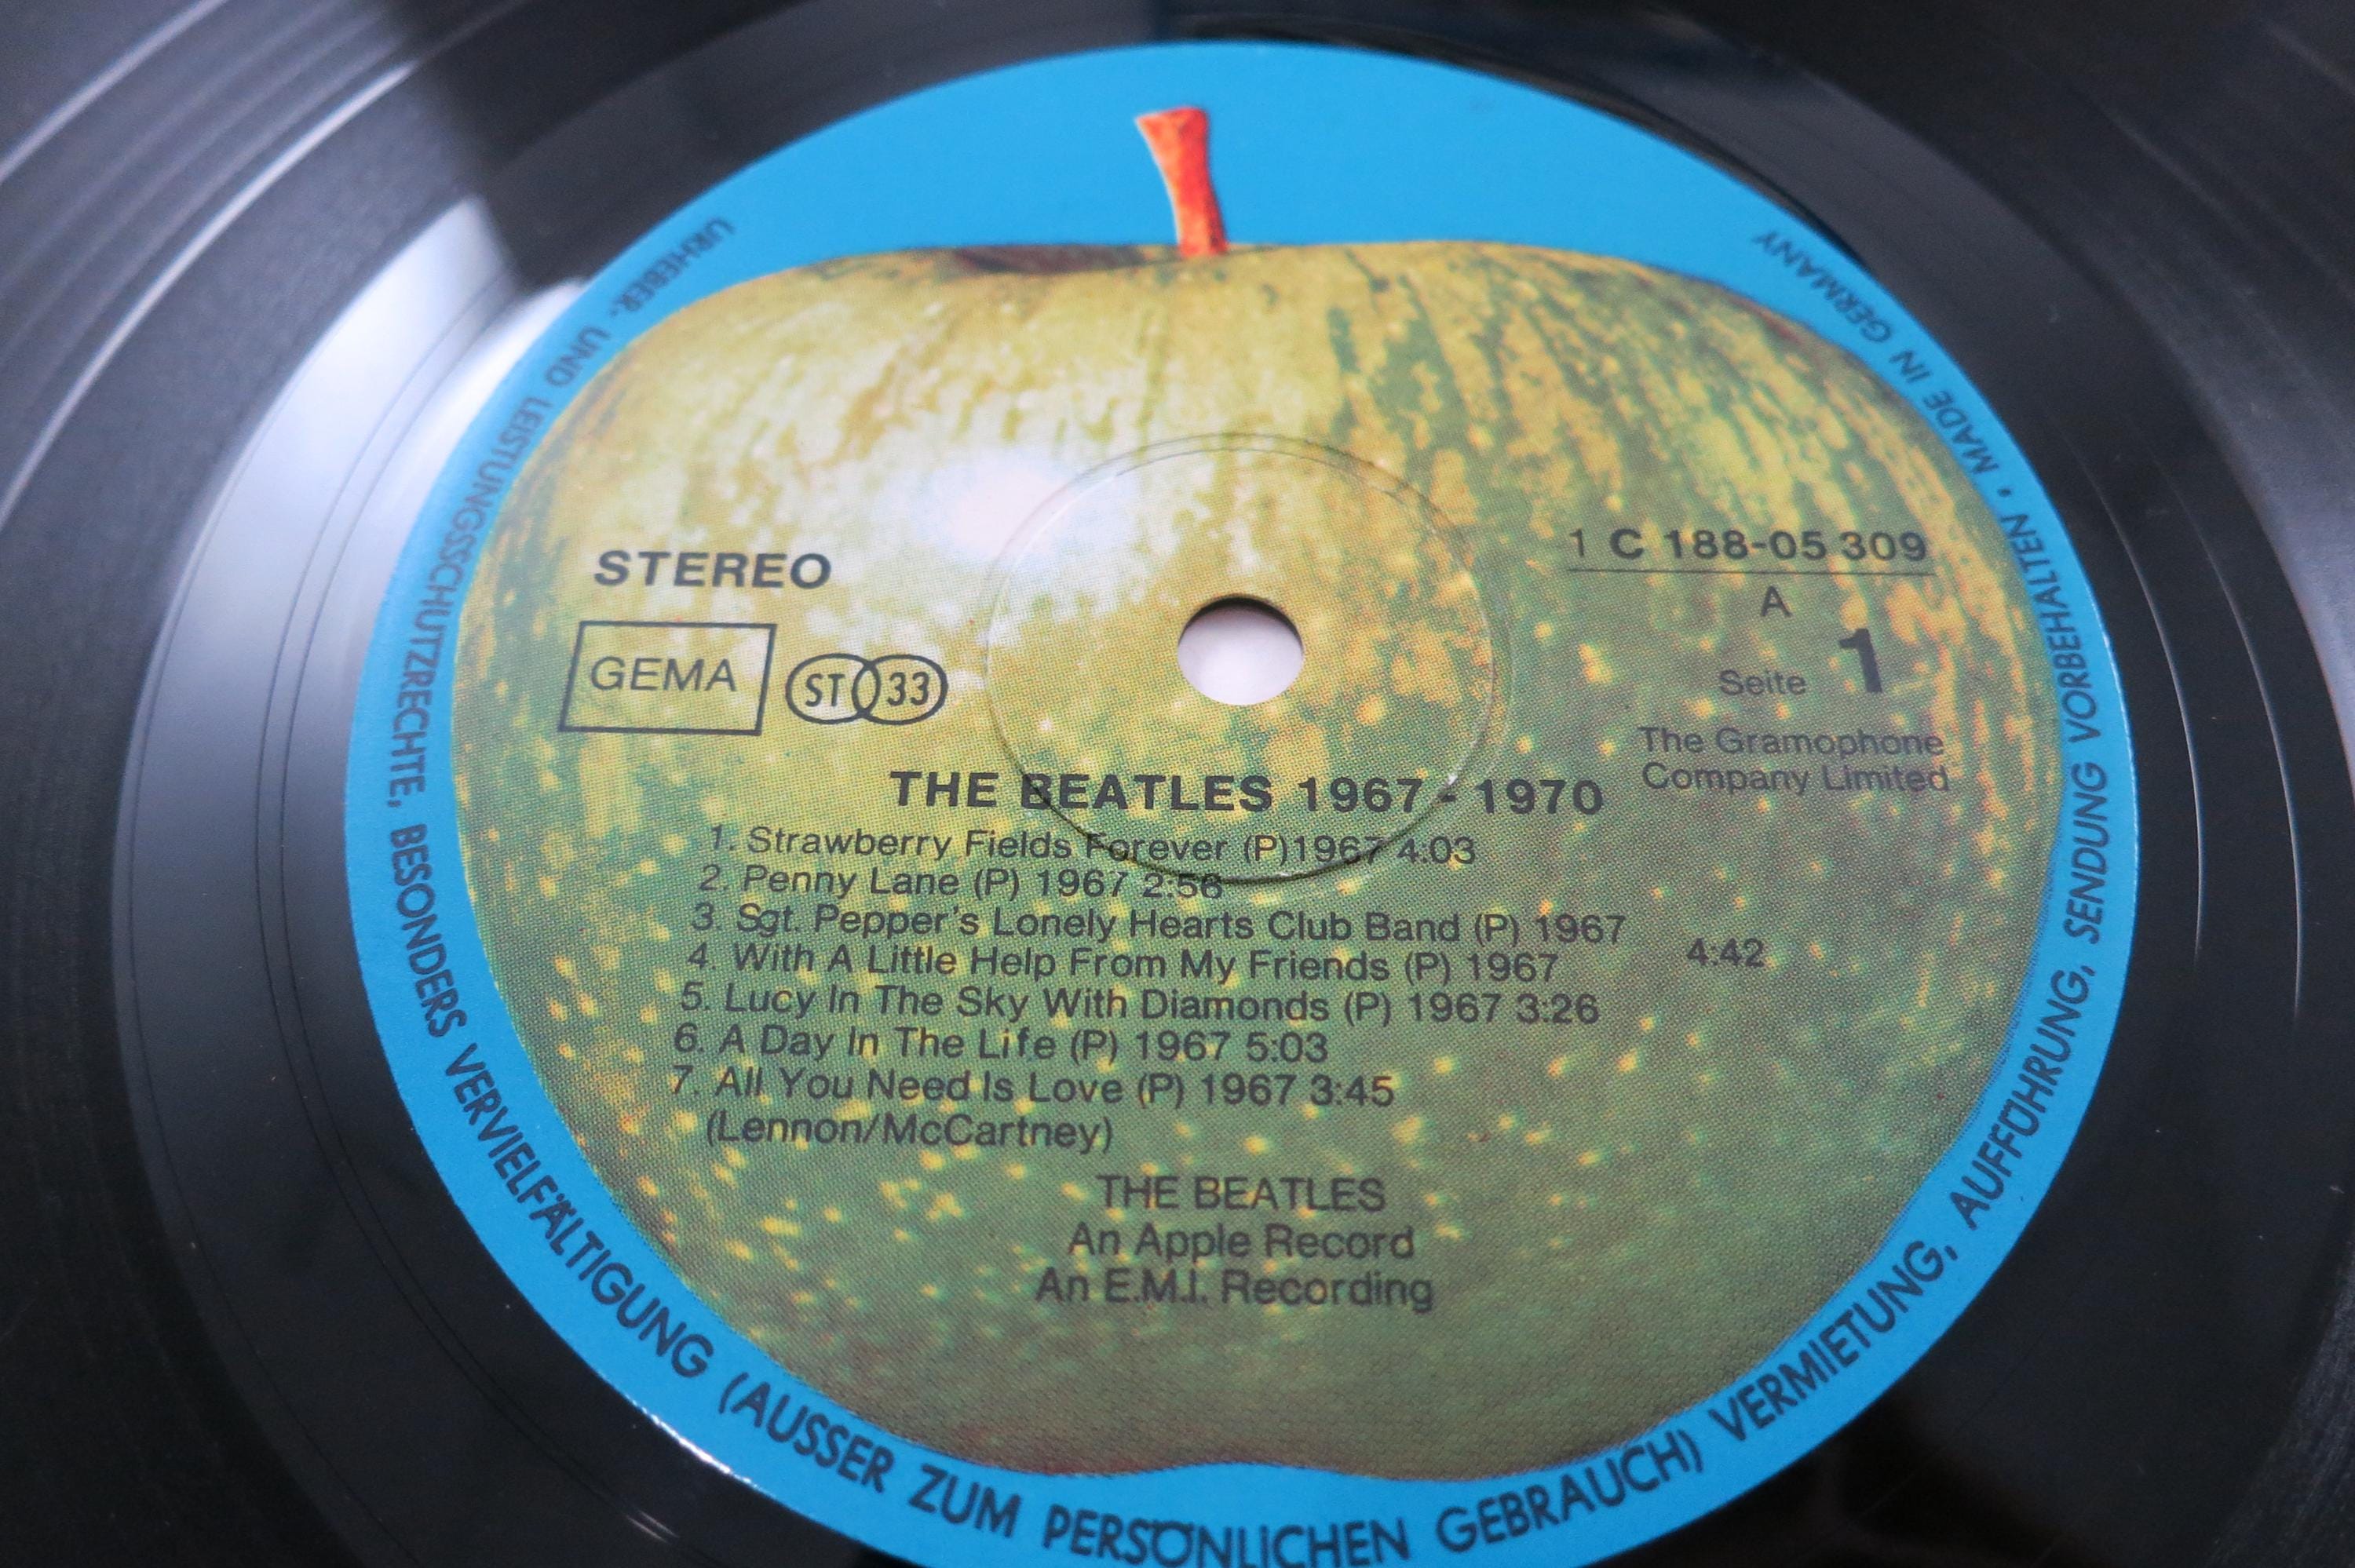 URHEBER- UND LEISTUNGSSCHUTZRECHTE, BESONDERS VERVIELFÄLTIGUNG (AUSSER ZUM PERSÖNLICHEN GEBRAUCH) VERMIETUNG, AUFFÜHRUNG, SENDUNG VORBEHALTEN • MADE IN GERMANY
STEREO
GEMA
ST 33
1 C 188-05 309
A
Seite 1
The Gramophone
Company Limited
THE BEATLES 1967 - 1970
1. Strawberry Fields Forever (P)1967 4:03
2. Penny Lane (P) 1967 2:56
3. Sgt. Pepper's Lonely Hearts Club Band (P) 1967
4. With A Little Help From My Friends (P) 1967
4:42
5. Lucy In The Sky With Diamonds (P) 1967 3:26
6. A Day In The Life (P) 1967 5:03
7. All You Need Is Love (P) 1967 3:45
(Lennon/McCartney)
THE BEATLES
An Apple Record
An E.M.I. Recording